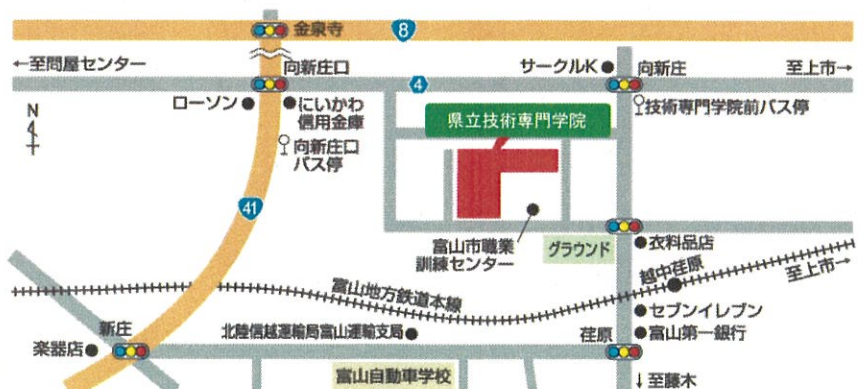 金泉寺
8
←至問屋センター
向新庄口
4
サークルK
向新庄
至上市→
ローソン
にいかわ
信用金庫
県立技術専門学院
技術専門学院前バス停
N
4
向新庄口
バス停
41
富山市職業
訓練センター
グラウンド
衣料品店
越中荏原
至上市→
富山地方鉄道本線
セブンイレブン
新庄
北陸信越運輸局富山運輸支局
荏原
富山第一銀行
楽器店
富山自動車学校
↓至藤木